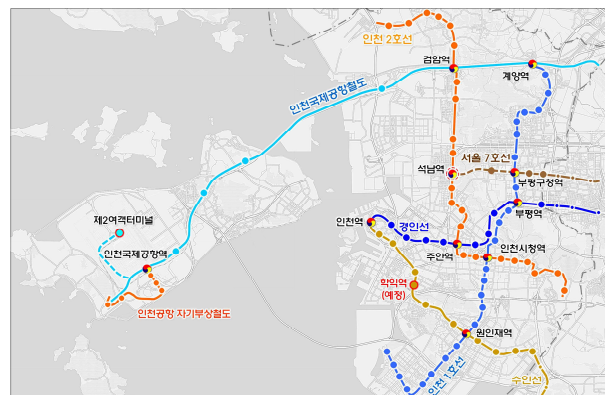 인천 2호선
검암역
계양역
인천국제공항철도
서울 7호선
석남역
부평구청역
부평역
제2여객터미널
인천역
경인선
인천국제공항역
주안역
인천시청역
학익역
(예정)
인천공항 자기부상철도
원인재역
인천 1호선
수인선